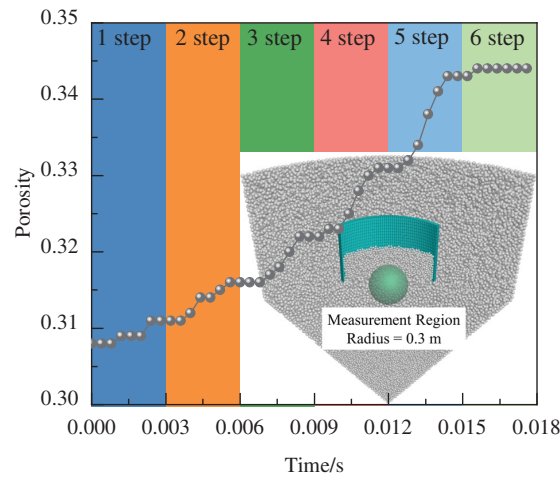 0.35
1 step 2 step 3 step 4 step 5 step 6 step
0.34
0.33
Porosity
0.32
0.31
Measurement Region
Radius = 0.3 m
0.30
0.000 0.003 0.006 0.009 0.012 0.015 0.018
Time/s